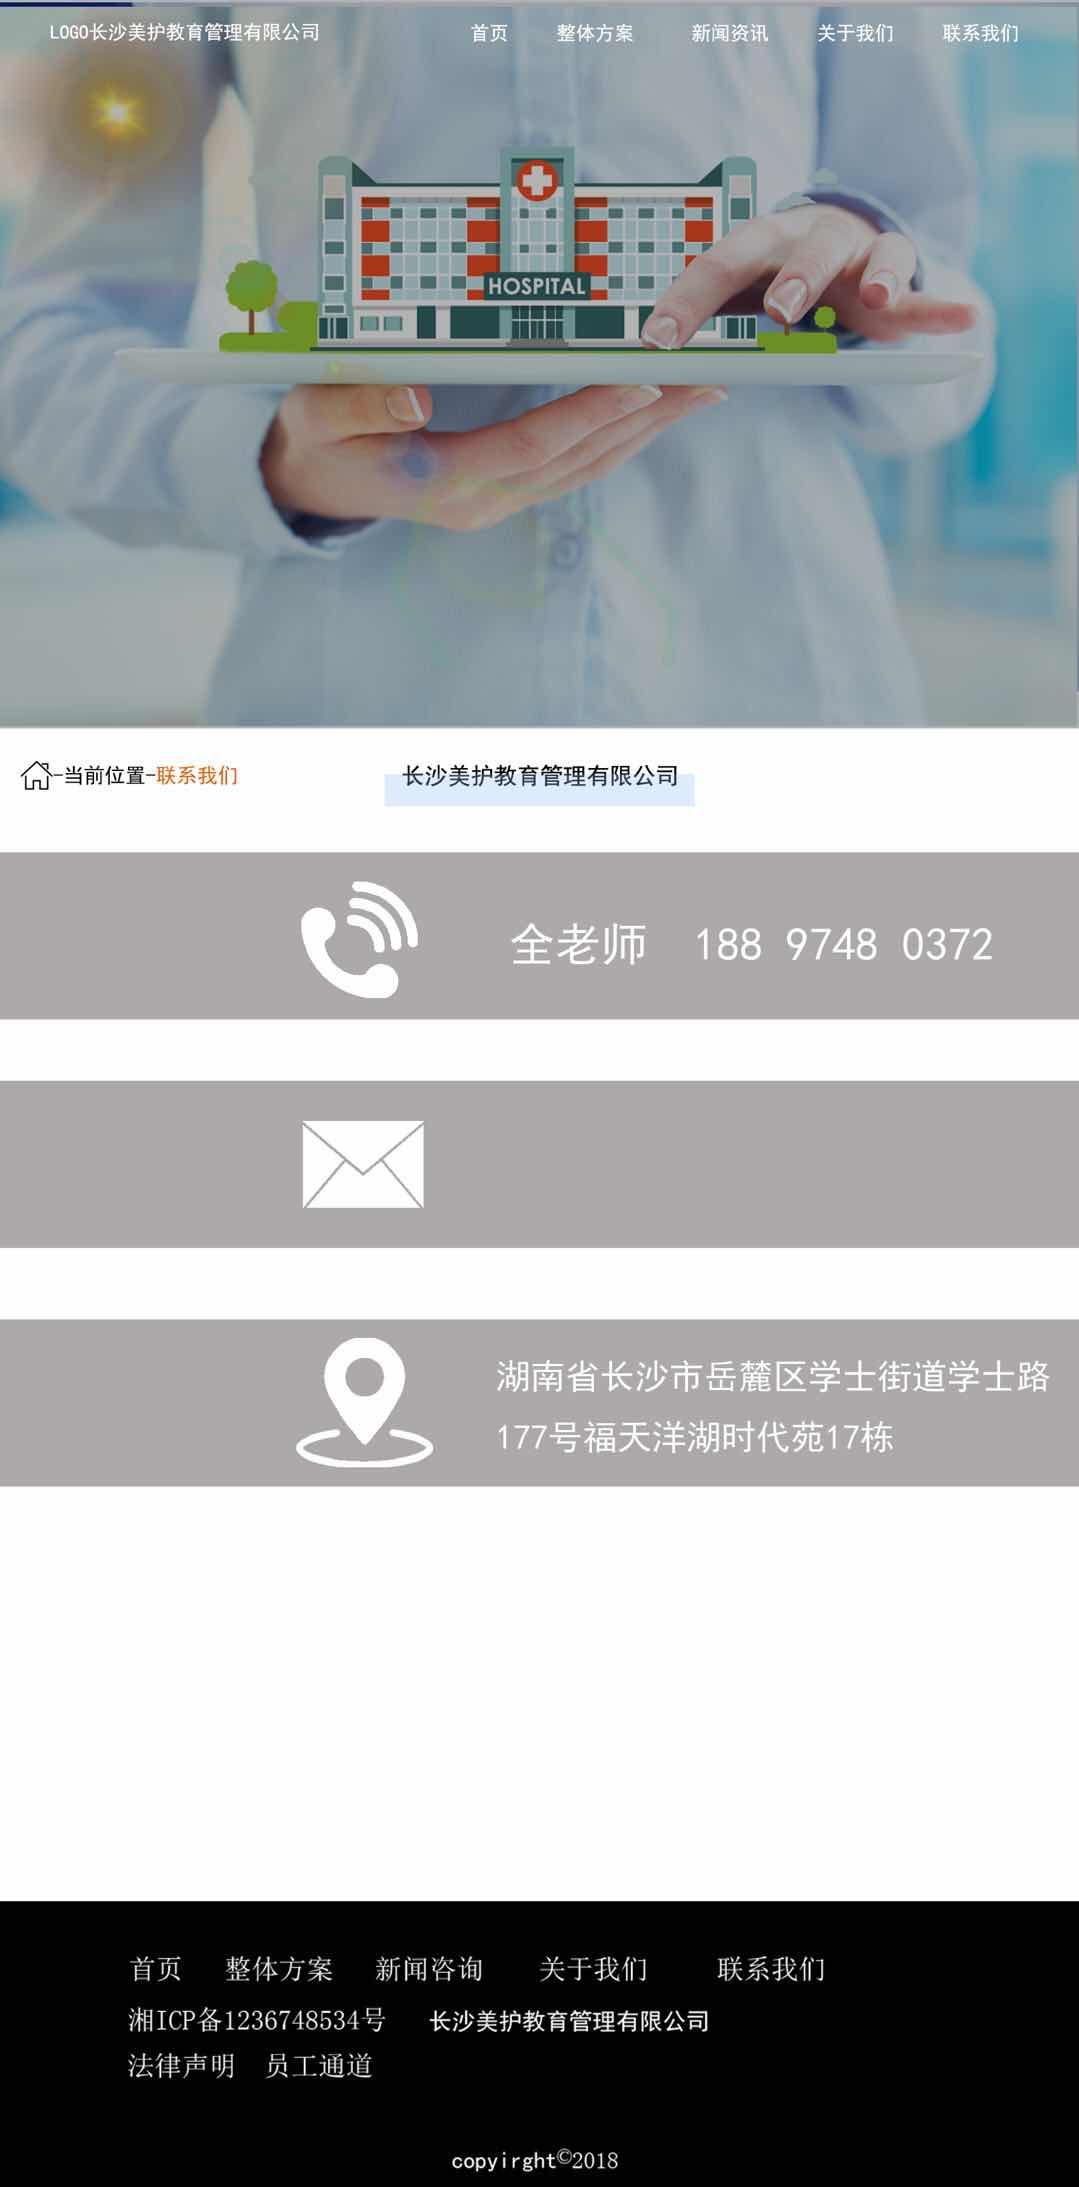 LOGO长沙美护教育管理有限公司 首页 整体方案 新闻资讯 关于我们 联系我们
HOSPITAL
-当前位置-联系我们 长沙美护教育管理有限公司
全老师 188 9748 0372
湖南省长沙市岳麓区学士街道学士路
177号福天洋湖时代苑17栋
首页 整体方案 新闻咨询 关于我们 联系我们
湘ICP备1236748534号 长沙美护教育管理有限公司
法律声明 员工通道
copyirght©2018